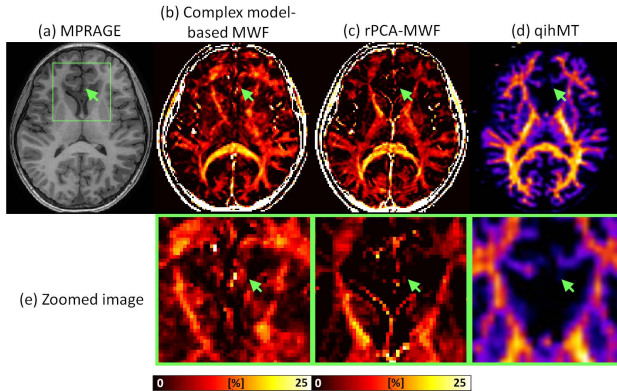 (a) MPRAGE
(b) Complex model-
based MWF
(c) rPCA-MWF
(d) qihMT
(e) Zoomed image
0 [%] 25
0 [%] 25